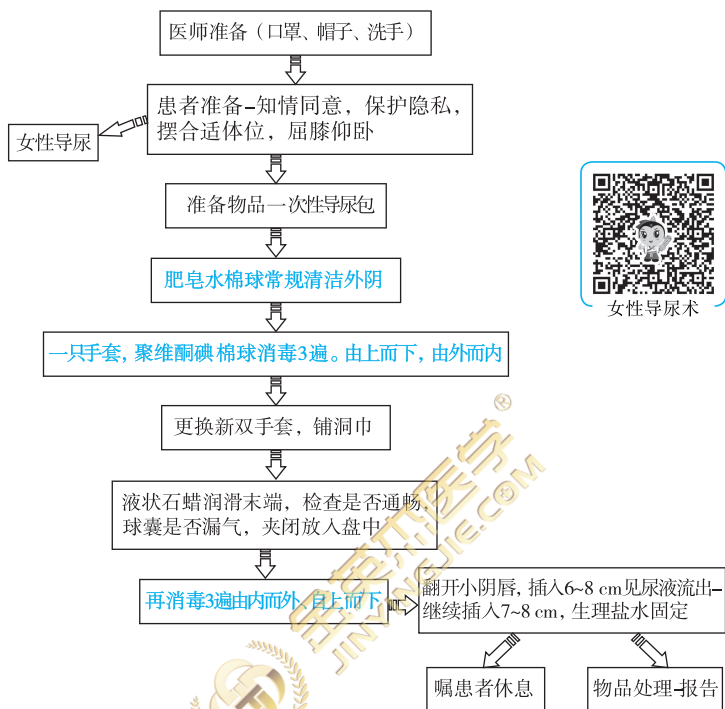 医师准备（口罩、帽子、洗手）
患者准备-知情同意，保护隐私，
摆合适体位，屈膝仰卧
女性导尿
准备物品一次性导尿包
肥皂水棉球常规清洁外阴
女性导尿术
一只手套，聚维酮碘棉球消毒3遍。由上而下，由外而内
更换新双手套，铺洞巾
液状石蜡润滑末端，检查是否通畅，
球囊是否漏气，夹闭放入盘中
再消毒3遍由内而外、自上而下
翻开小阴唇，插入6~8 cm见尿液流出-
继续插入7~8 cm，生理盐水固定
嘱患者休息
物品处理-报告
金英杰医学®
JINYINGJIE.COM